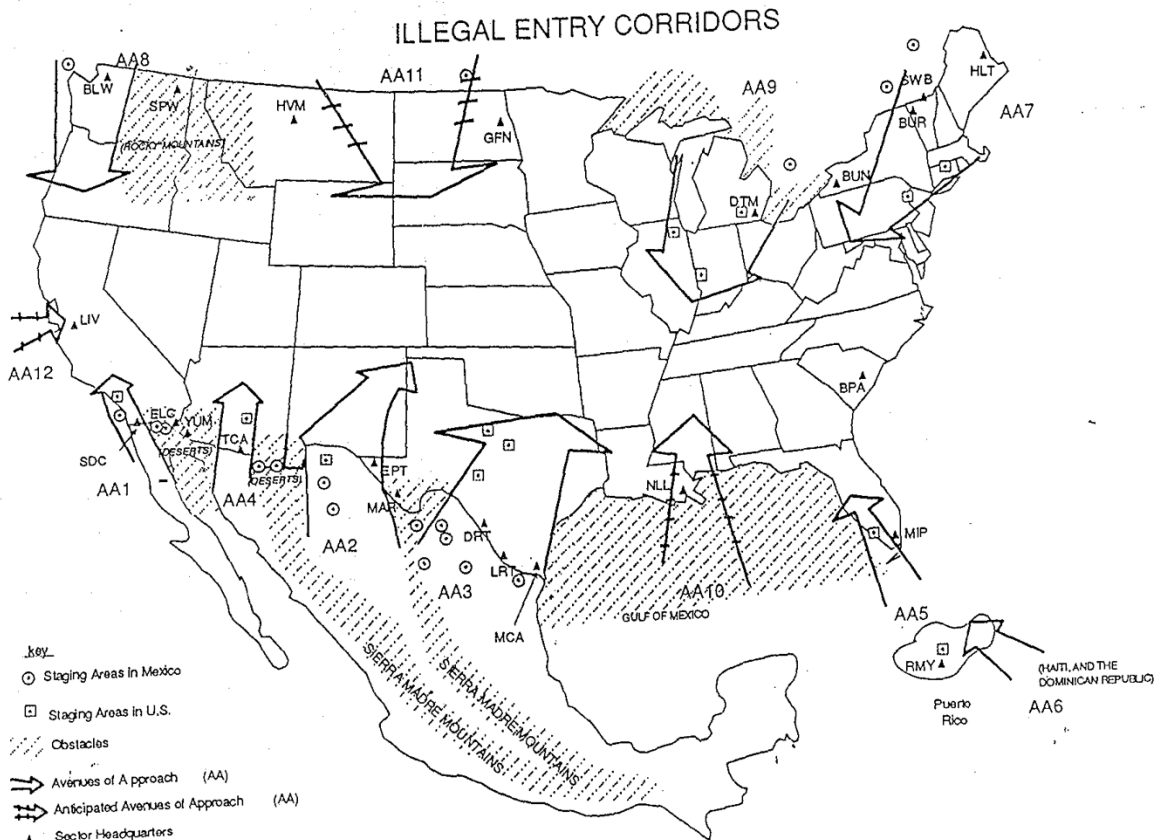 ILLEGAL ENTRY CORRIDORS
AA8
BLW
SPW
(ROCKY MOUNTAINS)
AA11
HVM
GFN
AA9
SWB
HLT
BUR
AA7
BUN
DTM
LIV
AA12
BPA
ELC
YUM
TCA
SDC
(DESERTS)
(DESERTS)
AA1
AA4
EPT
MAR
AA2
DRT
LRT
AA3
MCA
NLL
AA10
GULF OF MEXICO
MIP
AA5
RMY
(HAITI, AND THE
DOMINICAN REPUBLIC)
Puerto
Rico
AA6
SIERRA MADRE MOUNTAINS
SIERRA MADRE MOUNTAINS
key
Staging Areas in Mexico
Staging Areas in U.S.
Obstacles
Avenues of Approach (AA)
Anticipated Avenues of Approach (AA)
Sector Headquarters